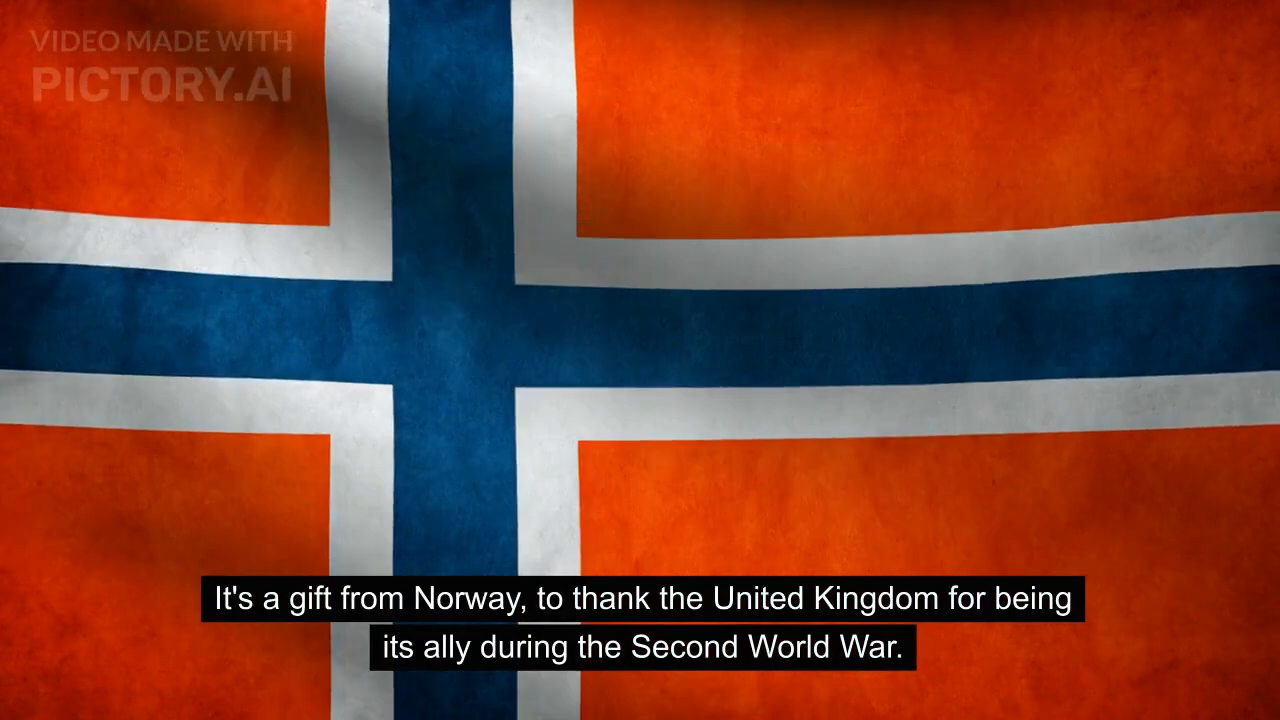 VIDEO MADE WITH
PICTORY.AI
It's a gift from Norway, to thank the United Kingdom for being
its ally during the Second World War.